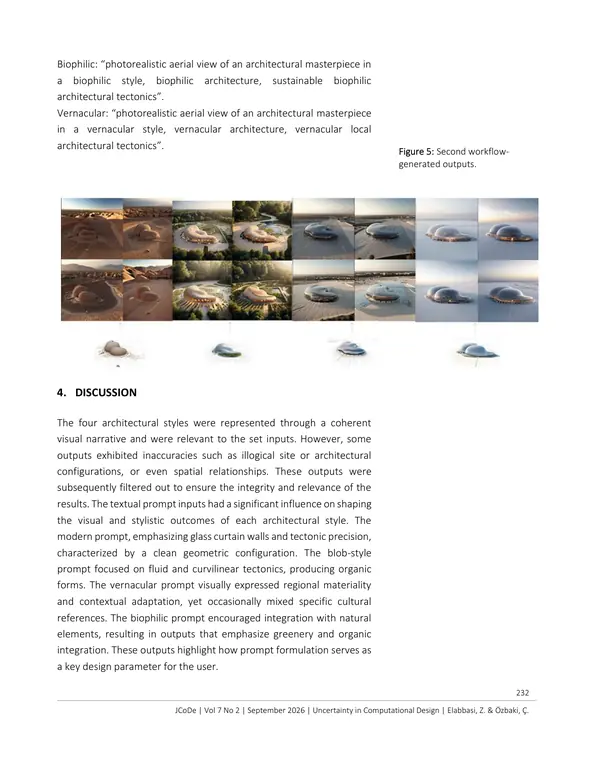 Biophilic: “photorealistic aerial view of an architectural masterpiece in
a biophilic style, biophilic architecture, sustainable biophilic
architectural tectonics”.
Vernacular: “photorealistic aerial view of an architectural masterpiece
in a vernacular style, vernacular architecture, vernacular local
architectural tectonics”.
Figure 5: Second workflow-
generated outputs.
4. DISCUSSION
The four architectural styles were represented through a coherent
visual narrative and were relevant to the set inputs. However, some
outputs exhibited inaccuracies such as illogical site or architectural
configurations, or even spatial relationships. These outputs were
subsequently filtered out to ensure the integrity and relevance of the
results. The textual prompt inputs had a significant influence on shaping
the visual and stylistic outcomes of each architectural style. The
modern prompt, emphasizing glass curtain walls and tectonic precision,
characterized by a clean geometric configuration. The blob-style
prompt focused on fluid and curvilinear tectonics, producing organic
forms. The vernacular prompt visually expressed regional materiality
and contextual adaptation, yet occasionally mixed specific cultural
references. The biophilic prompt encouraged integration with natural
elements, resulting in outputs that emphasize greenery and organic
integration. These outputs highlight how prompt formulation serves as
a key design parameter for the user.
232
JCoDe | Vol 7 No 2 | September 2026 | Uncertainty in Computational Design | Elabbasi, Z. & Özbaki, Ç.